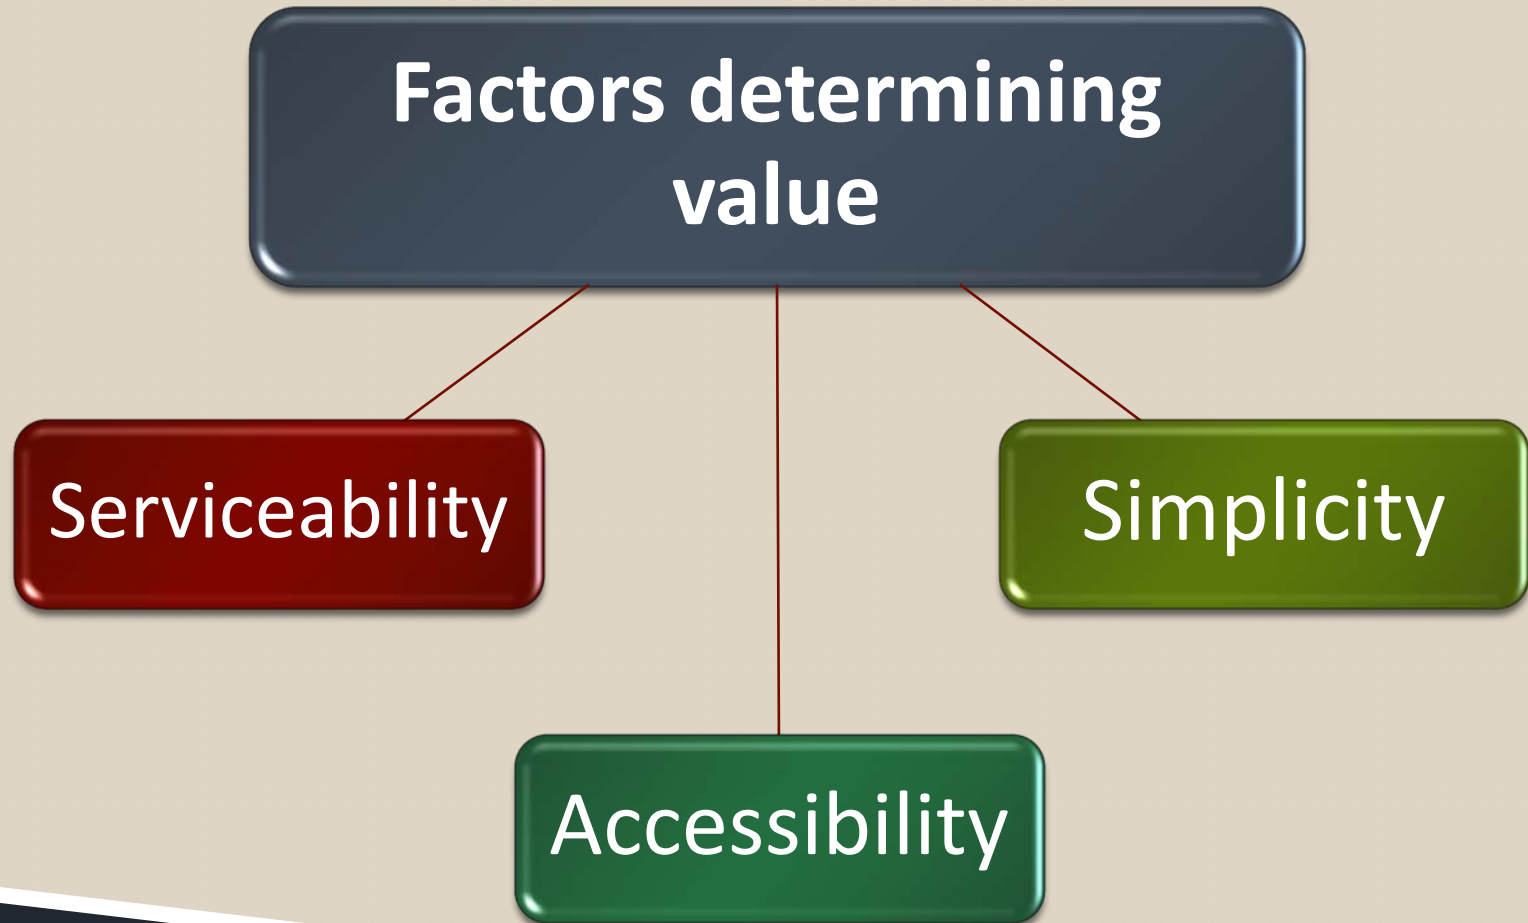 Factors determining
value
Serviceability
Simplicity
Accessibility